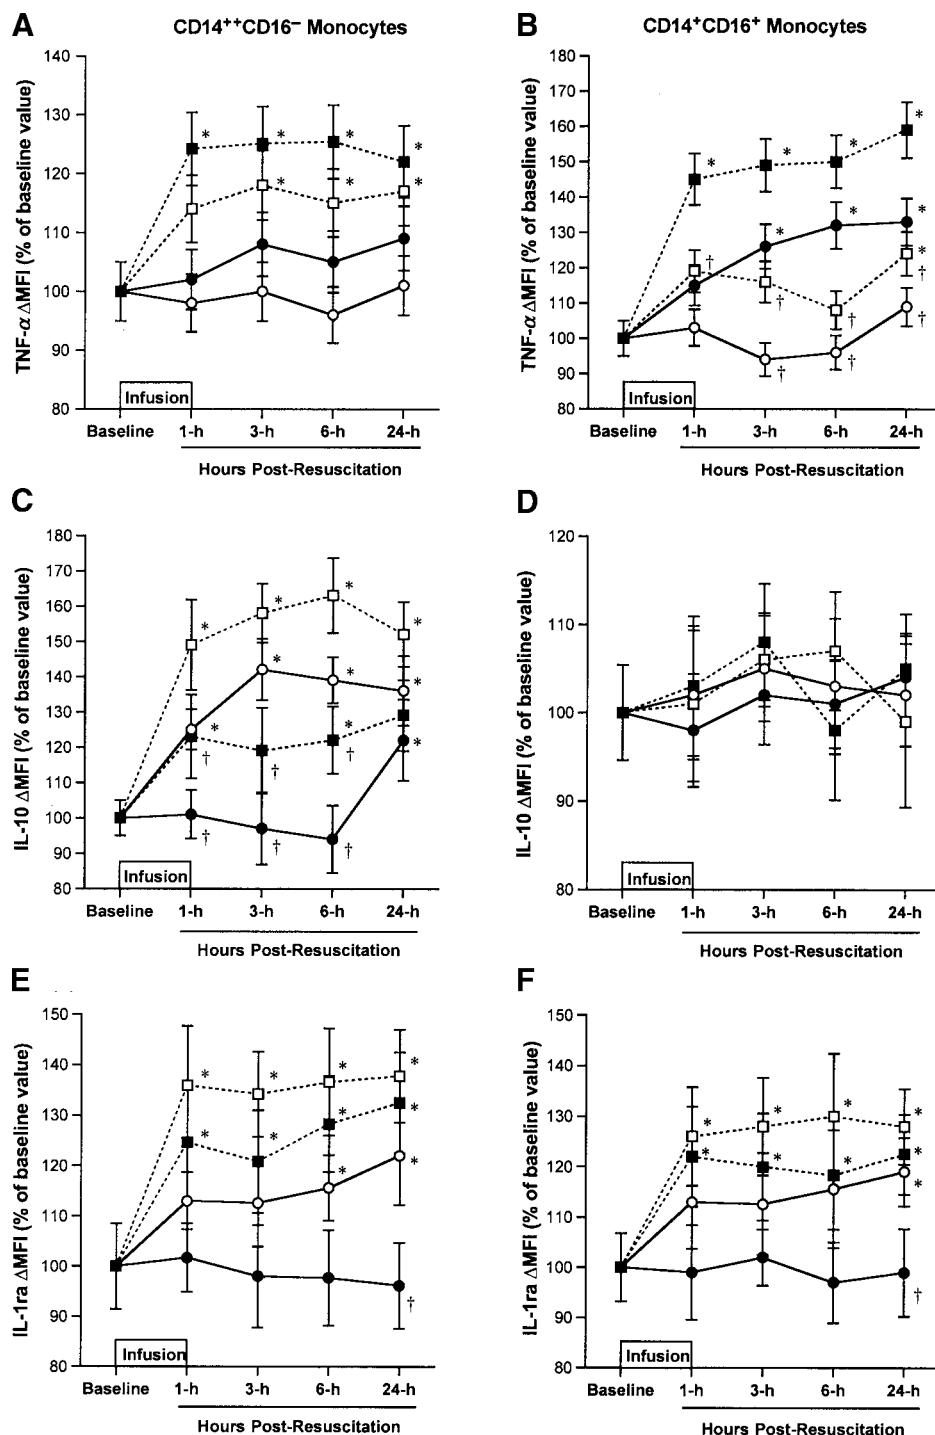 A
CD14++CD16– Monocytes
TNF-α ΔMFI (% of baseline value)
140
130
120
110
100
90
80
* * * *
* * *
Infusion
Baseline 1-h 3-h 6-h 24-h
Hours Post-Resuscitation
B
CD14+CD16+ Monocytes
TNF-α ΔMFI (% of baseline value)
180
170
160
150
140
130
120
110
100
90
80
* * * *
* * *
† † † * †
† † †
Infusion
Baseline 1-h 3-h 6-h 24-h
Hours Post-Resuscitation
C
IL-10 ΔMFI (% of baseline value)
180
170
160
150
140
130
120
110
100
90
80
* * * *
* * * *
† † † *
† † †
Infusion
Baseline 1-h 3-h 6-h 24-h
Hours Post-Resuscitation
D
IL-10 ΔMFI (% of baseline value)
120
110
100
90
80
Infusion
Baseline 1-h 3-h 6-h 24-h
Hours Post-Resuscitation
E
IL-1ra ΔMFI (% of baseline value)
150
140
130
120
110
100
90
80
* * * *
* * * *
* *
†
Infusion
Baseline 1-h 3-h 6-h 24-h
Hours Post-Resuscitation
F
IL-1ra ΔMFI (% of baseline value)
150
140
130
120
110
100
90
80
* * * *
* * * *
*
†
Infusion
Baseline 1-h 3-h 6-h 24-h
Hours Post-Resuscitation